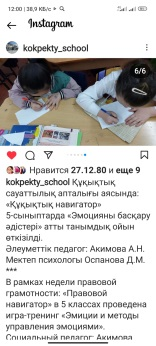 12:00 | 38,9 КБ/с
Instagram
kokpekty_school
6/6
Нравится 27.12.80 и еще 9
kokpekty_school Құқықтық
сауаттылық апталығы аясында:
«Құқықтық навигатор»
5-сыныптарда «Эмоцияны басқару
әдістері» атты танымдық ойын
өткізілді.
Әлеуметтік педагог: Акимова А.Н.
Мектеп психологы Оспанова Д.М.
***
В рамках недели правовой
грамотности: «Правовой
навигатор» в 5 классах проведена
игра-тренинг «Эмиции и методы
управления эмоциями».
Социальный педагог: Акимова